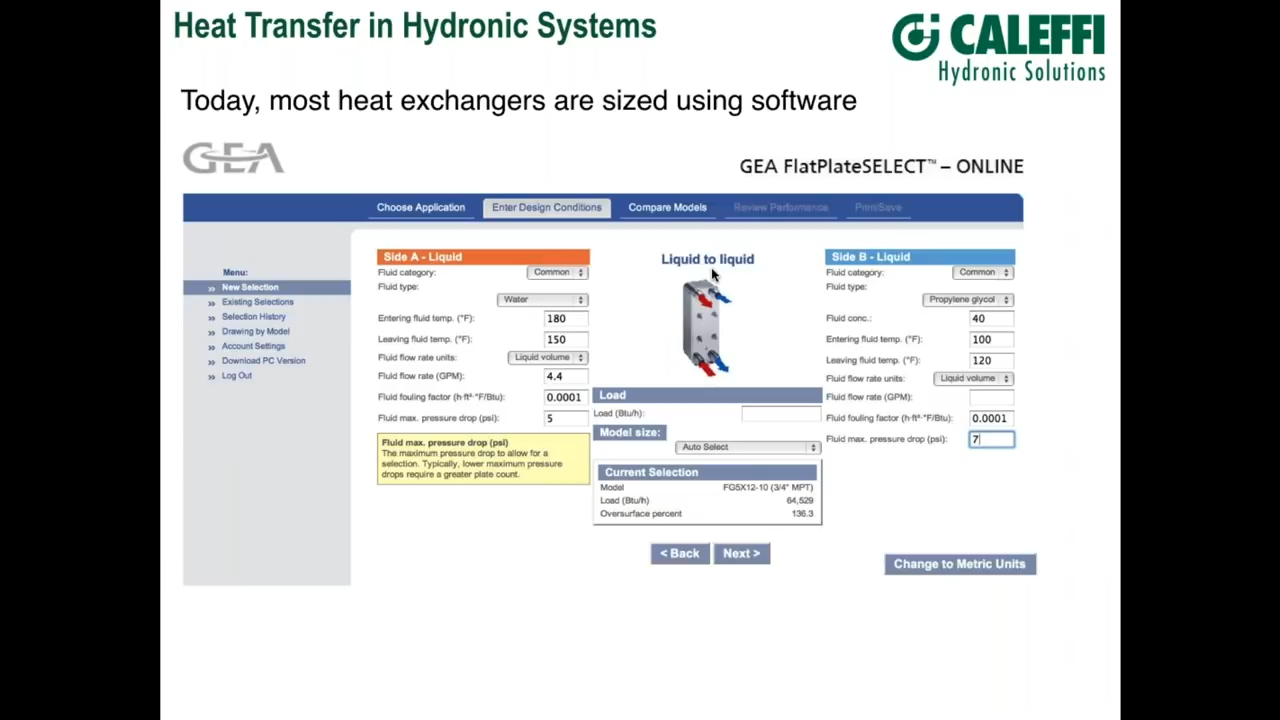 Heat Transfer in Hydronic Systems
CALEFFI
Hydronic Solutions
Today, most heat exchangers are sized using software
GEA
GEA FlatPlateSELECT™ – ONLINE
Choose Application
Enter Design Conditions
Compare Models
Review Performance
Print/Save
Menu:
» New Selection
» Existing Selections
» Selection History
» Drawing by Model
» Account Settings
» Download PC Version
» Log Out
Side A - Liquid
Fluid category: Common
Fluid type:
Water
Entering fluid temp. (°F): 180
Leaving fluid temp. (°F): 150
Fluid flow rate units: Liquid volume
Fluid flow rate (GPM): 4.4
Fluid fouling factor (h·ft²·°F/Btu): 0.0001
Fluid max. pressure drop (psi): 5
Fluid max. pressure drop (psi)
The maximum pressure drop to allow for a
selection. Typically, lower maximum pressure
drops require a greater plate count.
Liquid to liquid
Load
Load (Btu/h):
Model size:
Auto Select
Current Selection
Model FG5X12-10 (3/4" MPT)
Load (Btu/h) 64,529
Oversurface percent 136.3
< Back
Next >
Side B - Liquid
Fluid category: Common
Fluid type:
Propylene glycol
Fluid conc.: 40
Entering fluid temp. (°F): 100
Leaving fluid temp. (°F): 120
Fluid flow rate units: Liquid volume
Fluid flow rate (GPM):
Fluid fouling factor (h·ft²·°F/Btu): 0.0001
Fluid max. pressure drop (psi): 7
Change to Metric Units